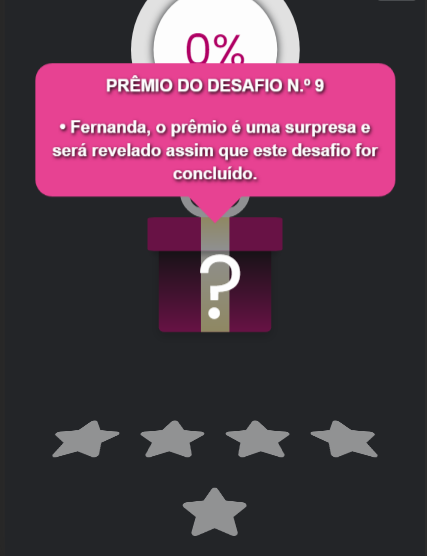 0%
PRÊMIO DO DESAFIO N.º 9
• Fernanda, o prêmio é uma surpresa e
será revelado assim que este desafio for
concluído.
?